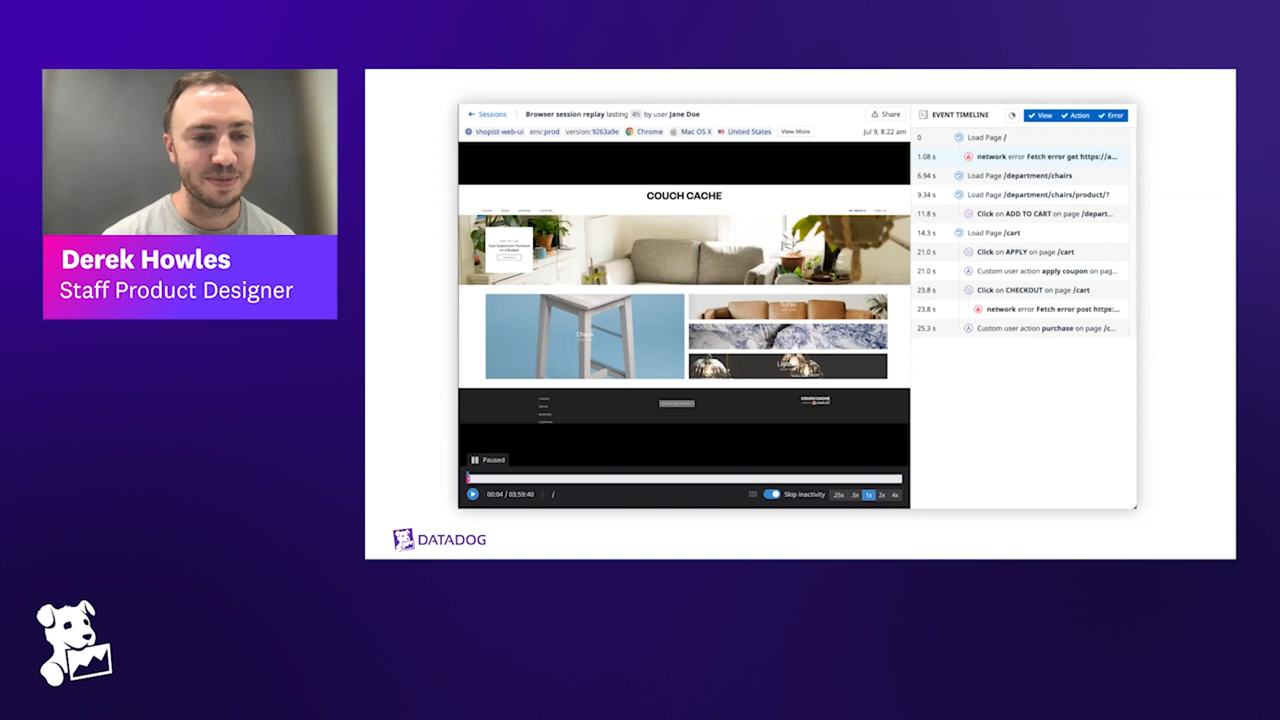 Derek Howles
Staff Product Designer
← Sessions
Browser session replay lasting 4h by user Jane Doe
Share
shopist-web-ui env:prod version:9263a9e Chrome Mac OS X United States View More
Jul 9, 8:22 am
COUCH CACHE
Chairs
Sofas
COUCH CACHE
Paused
00:04 / 03:59:40 /
Skip inactivity .25x .5x 1x 2x 4x
EVENT TIMELINE View Action Error
0 Load Page /
1.08 s network error Fetch error get https://a...
6.94 s Load Page /department/chairs
9.34 s Load Page /department/chairs/product/?
11.8 s Click on ADD TO CART on page /depart...
14.3 s Load Page /cart
21.0 s Click on APPLY on page /cart
21.0 s Custom user action apply coupon on pag...
23.8 s Click on CHECKOUT on page /cart
23.8 s network error Fetch error post https:...
25.3 s Custom user action purchase on page /c...
DATADOG